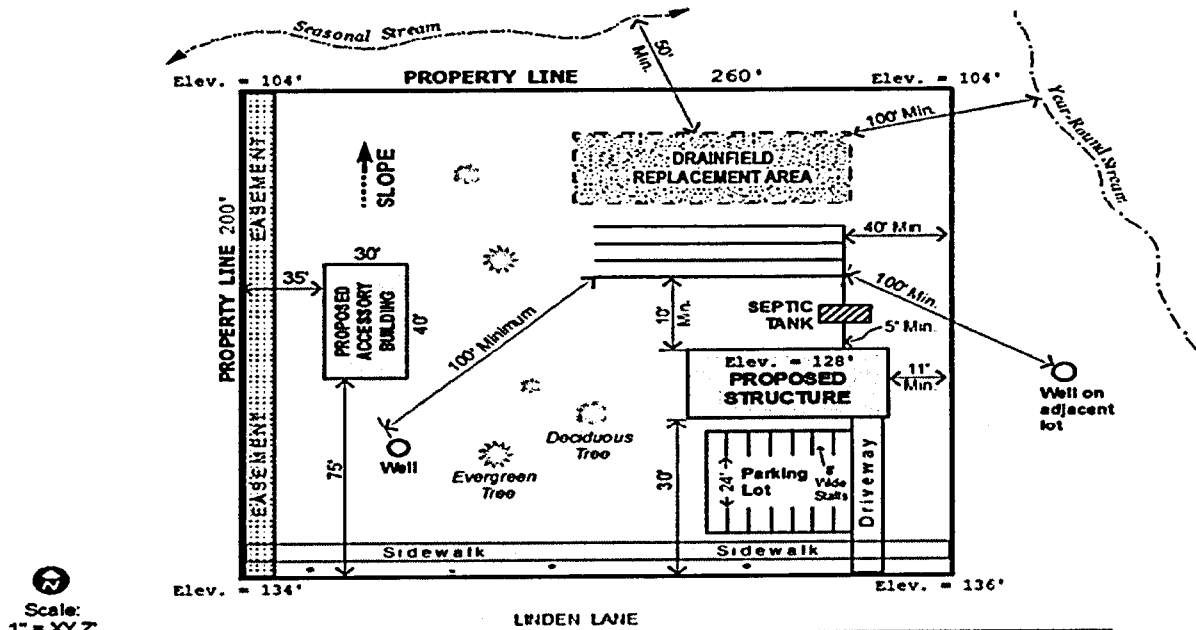 Seasonal Stream
50'
Min.
Elev. = 104'
PROPERTY LINE 260'
Elev. = 104'
100' Min.
Year-Round Stream
DRAINFIELD
REPLACEMENT AREA
EASEMENT
SLOPE
PROPERTY LINE 200'
40' Min
30'
35'
PROPOSED
ACCESSORY
BUILDING
40'
100' Minimum
10'
Min.
SEPTIC
TANK
100' Min.
5' Min.
Elev. = 128'
PROPOSED
STRUCTURE
11'
Min.
Well on
adjacent
lot
Well
Deciduous
Tree
Evergreen
Tree
75'
EASEMENT
30'
24'
Parking
Lot
8'
Wide
Stalls
Driveway
Sidewalk
Sidewalk
Elev. = 134'
Elev. = 136'
N
Scale:
1" = XY Z'
LINDEN LANE